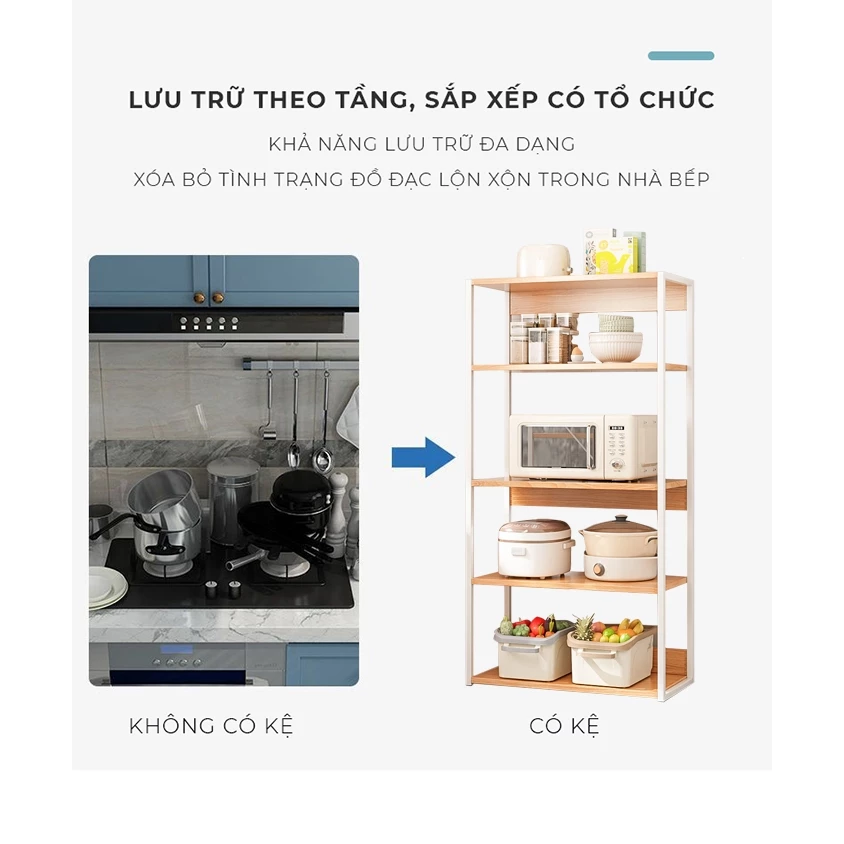 LƯU TRỮ THEO TẦNG, SẮP XẾP CÓ TỔ CHỨC
KHẢ NĂNG LƯU TRỮ ĐA DẠNG
XÓA BỎ TÌNH TRẠNG ĐỒ ĐẠC LỘN XỘN TRONG NHÀ BẾP
KHÔNG CÓ KỆ
CÓ KỆ